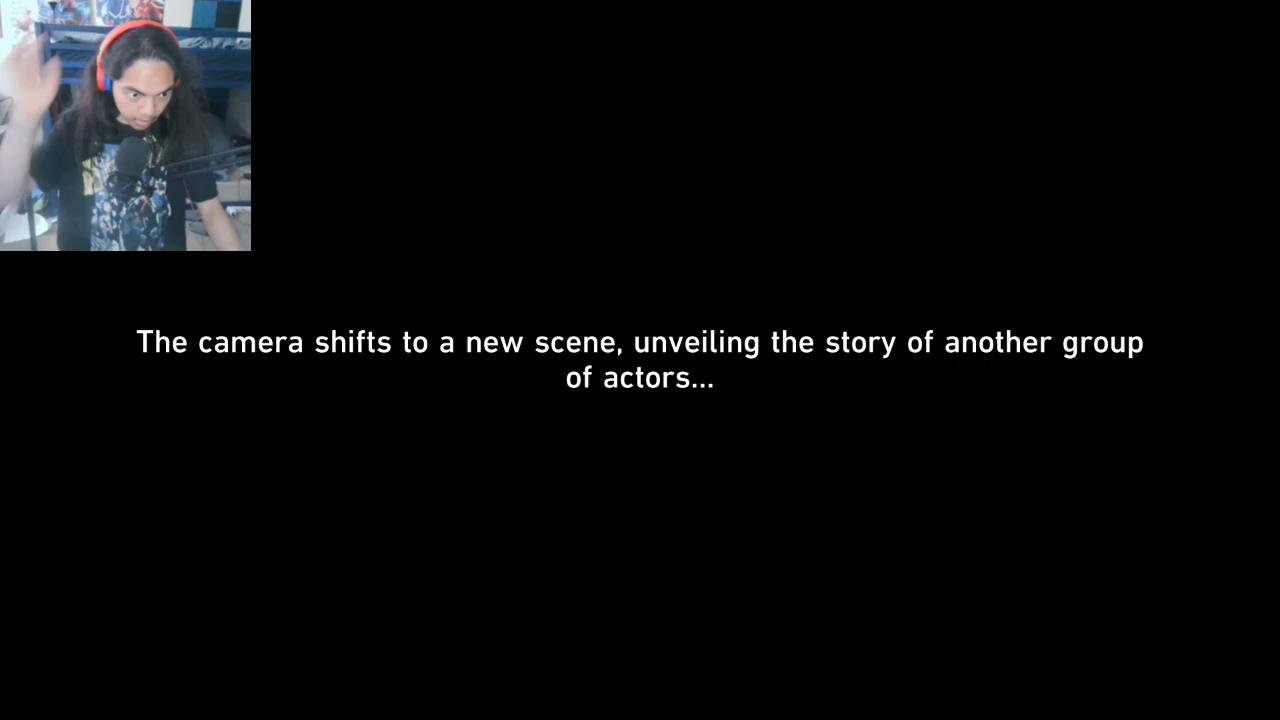 The camera shifts to a new scene, unveiling the story of another group
of actors...